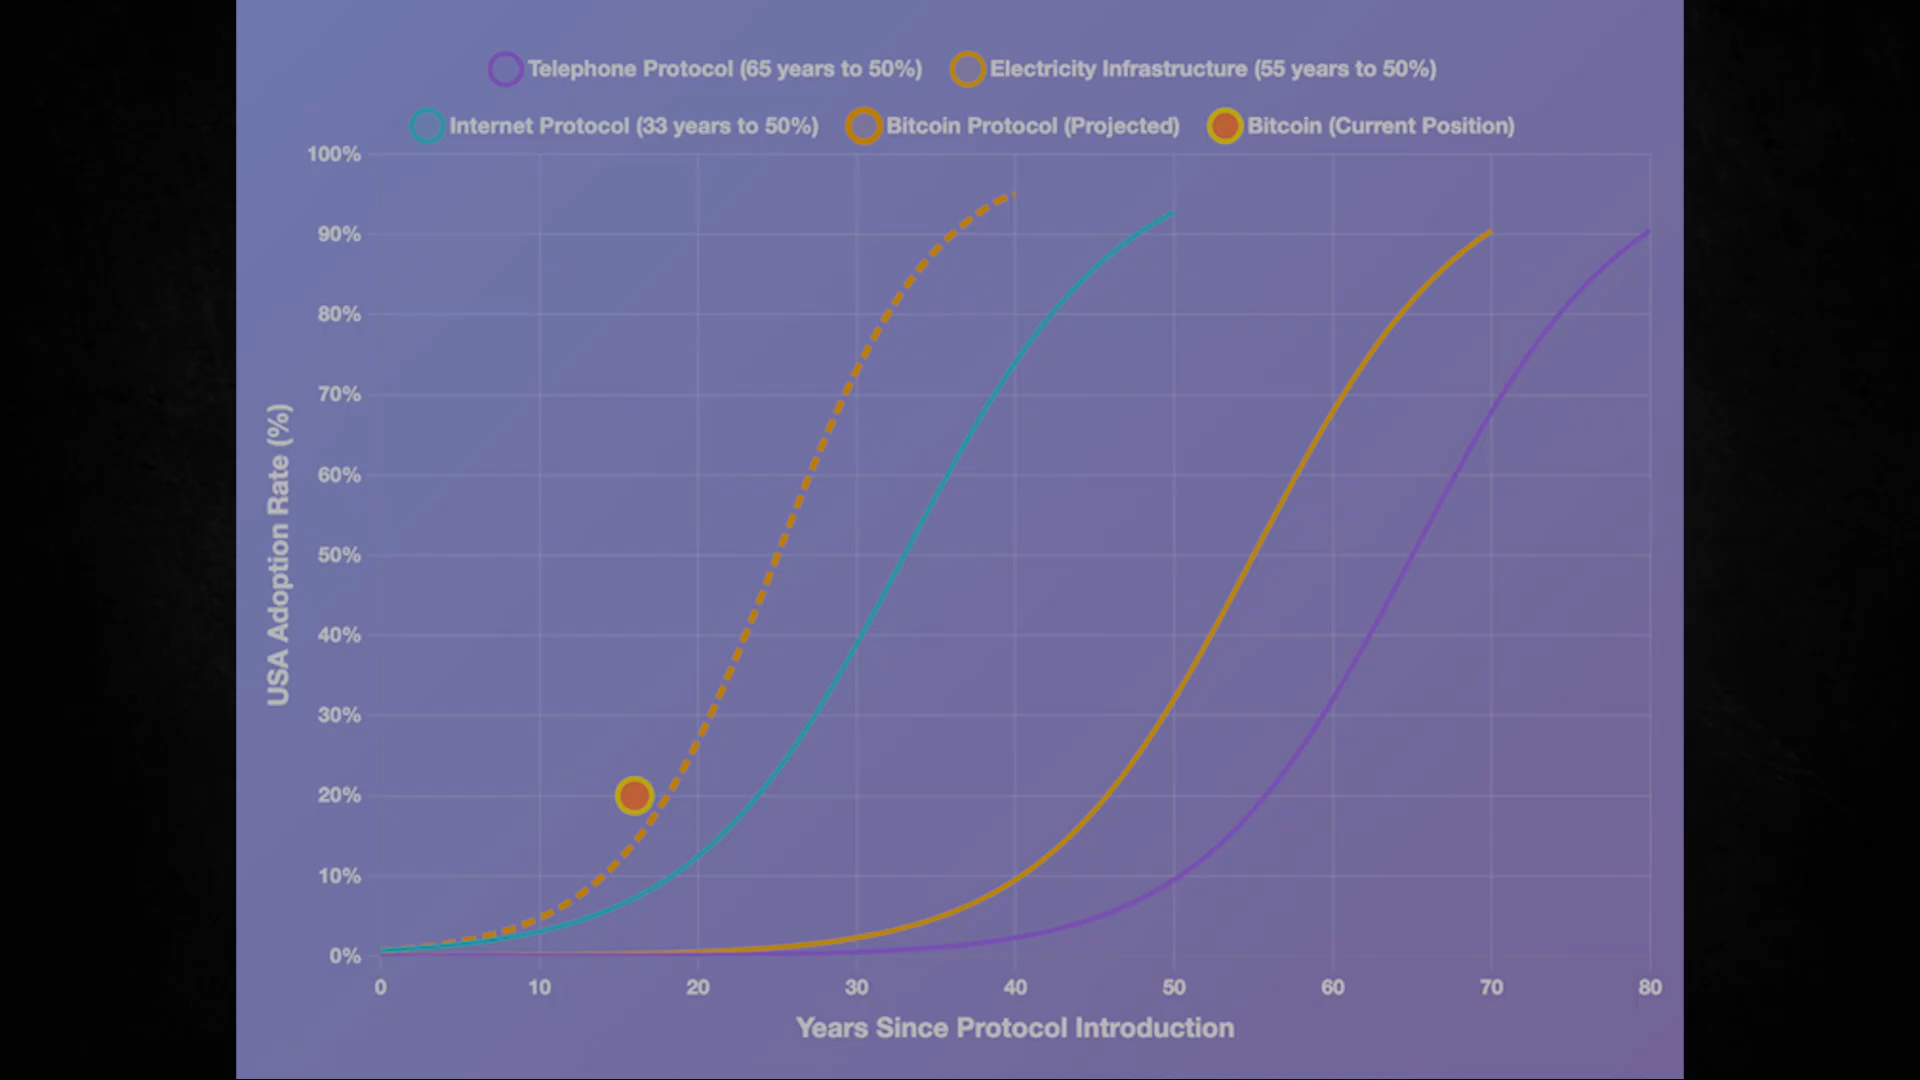 Telephone Protocol (65 years to 50%) Electricity Infrastructure (55 years to 50%)
Internet Protocol (33 years to 50%) Bitcoin Protocol (Projected) Bitcoin (Current Position)
100%
90%
80%
70%
60%
50%
40%
30%
20%
10%
0%
USA Adoption Rate (%)
0 10 20 30 40 50 60 70 80
Years Since Protocol Introduction